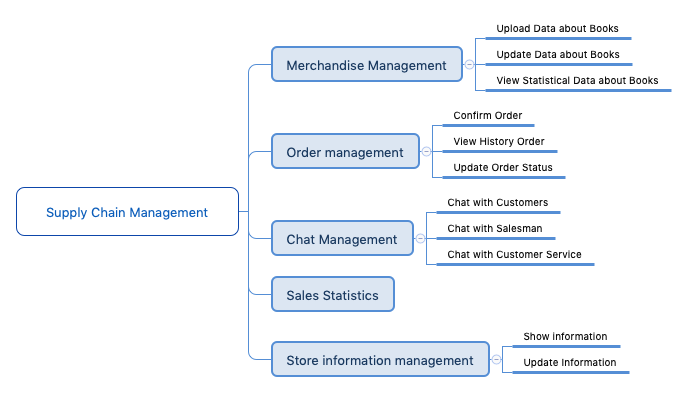 Supply Chain Management
Merchandise Management
Upload Data about Books
Update Data about Books
View Statistical Data about Books
Order management
Confirm Order
View History Order
Update Order Status
Chat Management
Chat with Customers
Chat with Salesman
Chat with Customer Service
Sales Statistics
Store information management
Show information
Update Information